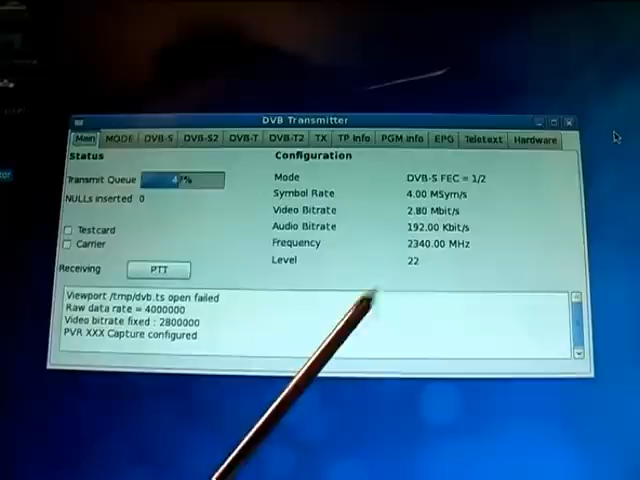 DVB Transmitter
Main MODE DVB-S DVB-S2 DVB-T DVB-T2 TX TP Info PGM Info EPG Teletext Hardware
Status
Configuration
Transmit Queue
NULLs inserted 0
Testcard
Carrier
Receiving PTT
Mode DVB-S FEC = 1/2
Symbol Rate 4.00 MSym/s
Video Bitrate 2.80 Mbit/s
Audio Bitrate 192.00 Kbit/s
Frequency 2340.00 MHz
Level 22
Viewport /tmp/dvb.ts open failed
Raw data rate = 4000000
Video bitrate fixed : 2800000
PVR XXX Capture configured